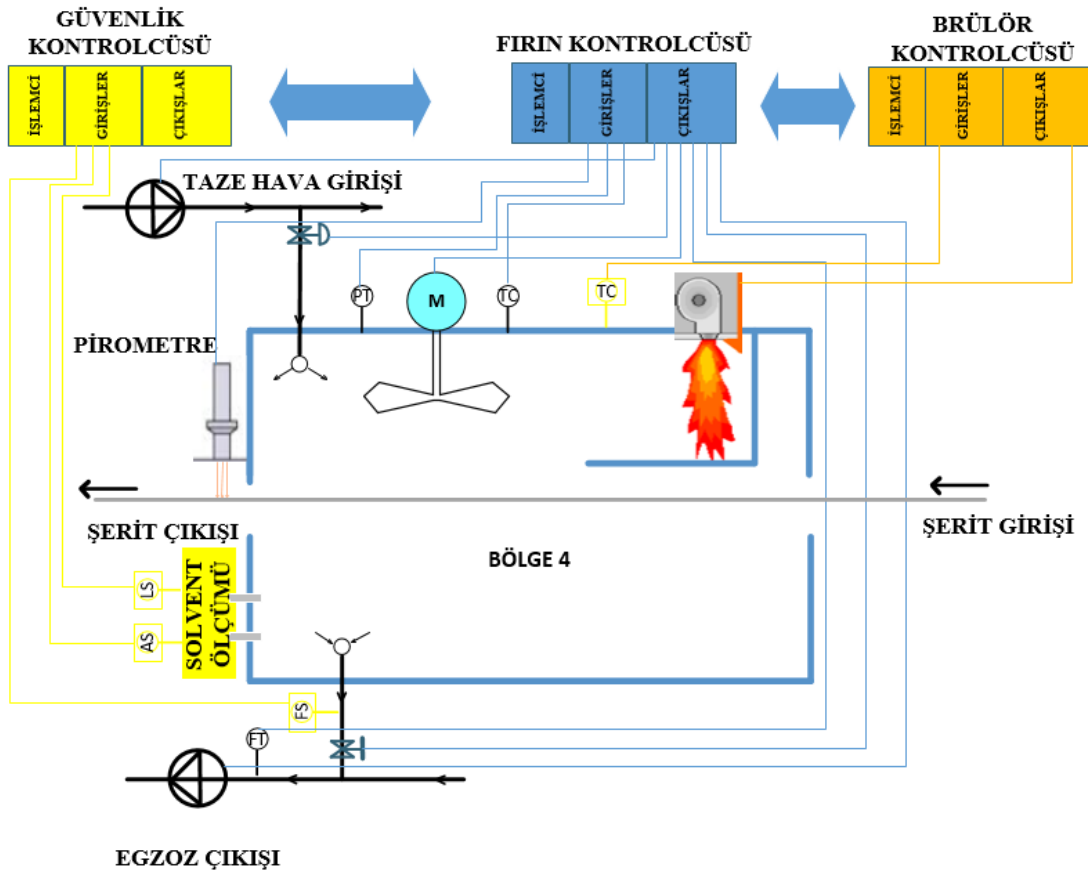 GÜVENLİK
KONTROLCÜSÜ
FIRIN KONTROLCÜSÜ
BRÜLÖR
KONTROLCÜSÜ
İŞLEMCİ
GİRİŞLER
ÇIKIŞLAR
İŞLEMCİ
GİRİŞLER
ÇIKIŞLAR
İŞLEMCİ
GİRİŞLER
ÇIKIŞLAR
TAZE HAVA GİRİŞİ
PT
M
TC
TC
PİROMETRE
ŞERİT ÇIKIŞI
ŞERİT GİRİŞİ
BÖLGE 4
LS
AS
SOLVENT
ÖLÇÜMÜ
FS
FT
EGZOZ ÇIKIŞI